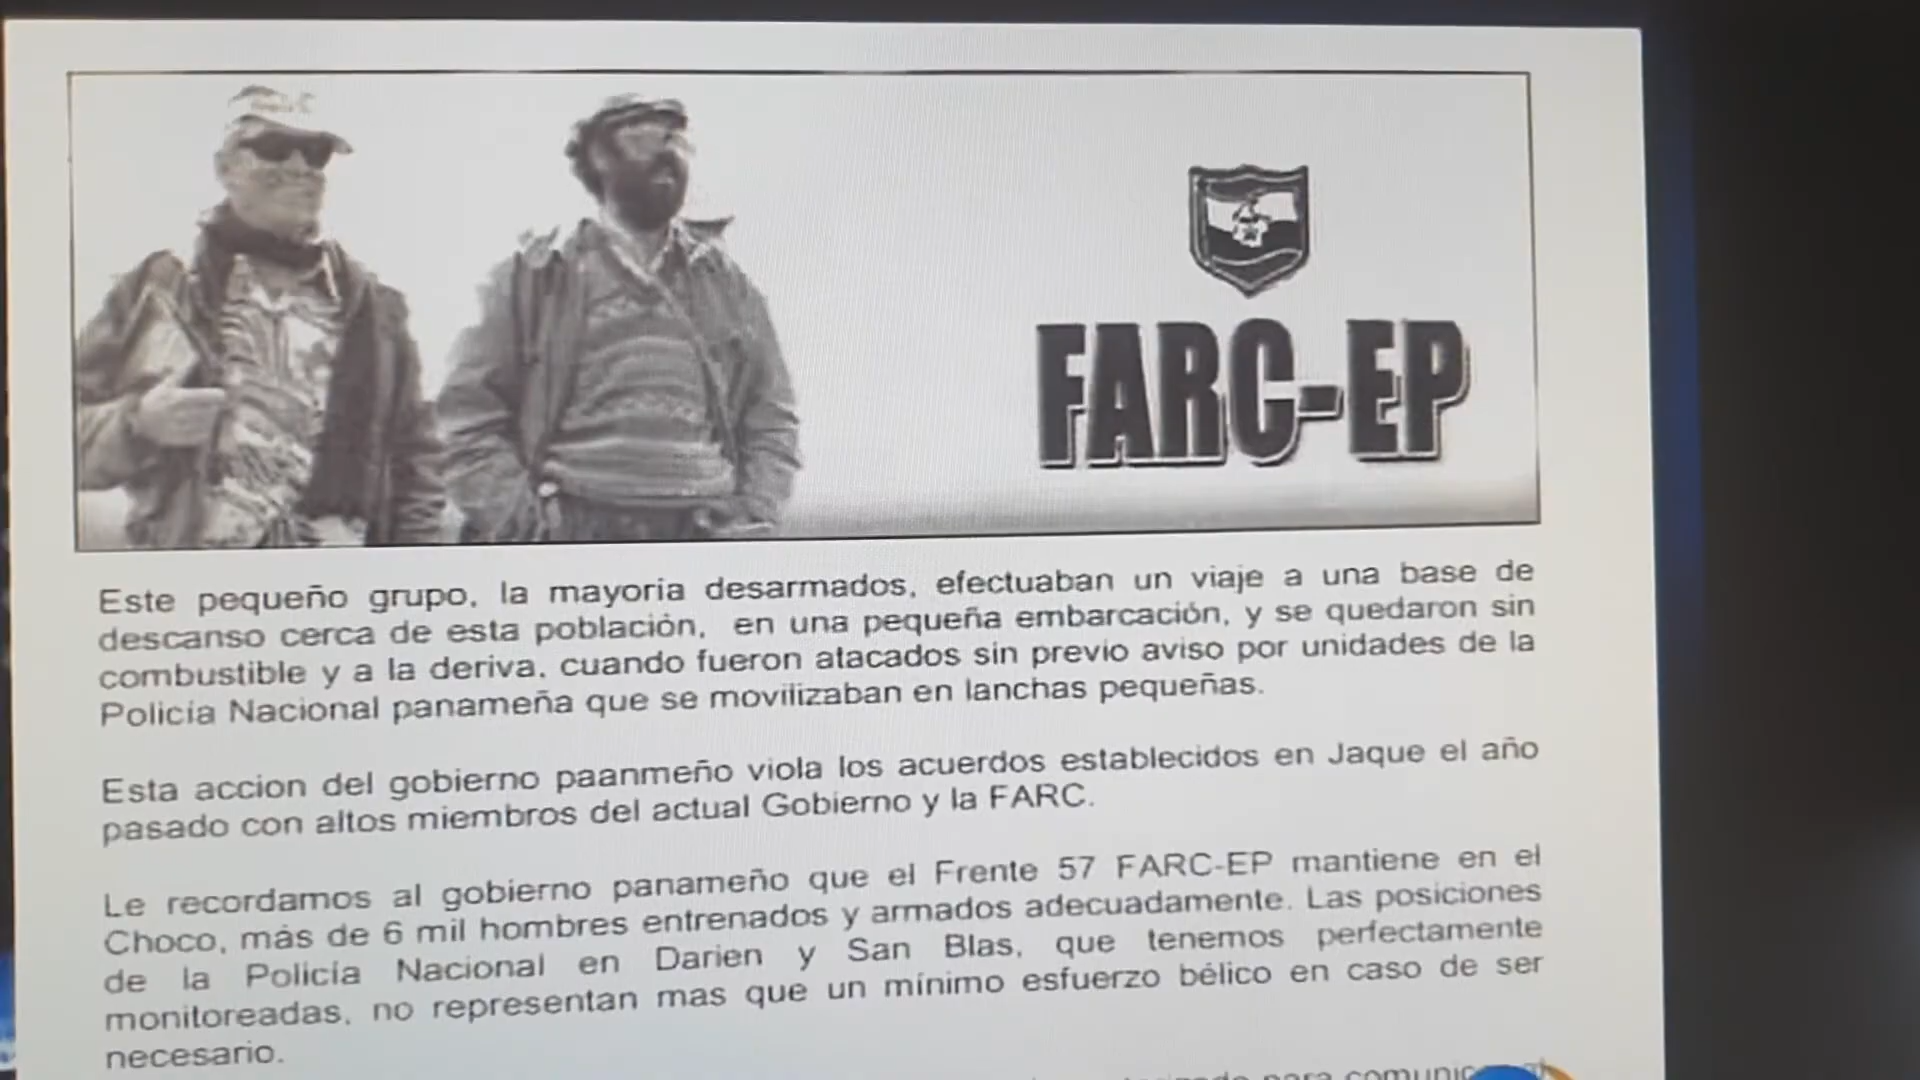 FARC-EP
Este pequeño grupo, la mayoria desarmados, efectuaban un viaje a una base de
descanso cerca de esta población, en una pequeña embarcación, y se quedaron sin
combustible y a la deriva, cuando fueron atacados sin previo aviso por unidades de la
Policía Nacional panameña que se movilizaban en lanchas pequeñas.
Esta accion del gobierno paanmeño viola los acuerdos establecidos en Jaque el año
pasado con altos miembros del actual Gobierno y la FARC.
Le recordamos al gobierno panameño que el Frente 57 FARC-EP mantiene en el
Choco, más de 6 mil hombres entrenados y armados adecuadamente. Las posiciones
de la Policía Nacional en Darien y San Blas, que tenemos perfectamente
monitoreadas, no representan mas que un mínimo esfuerzo bélico en caso de ser
necesario.
para